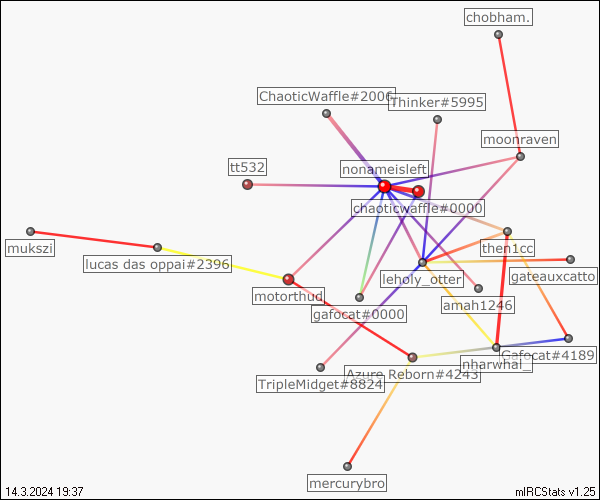 chobham.
ChaoticWaffle#2006
Thinker#5995
moonraven
tt532
nonameisleft
chaoticwaffle#0000
mukszi
then1cc
lucas das oppai#2396
leholy_otter
gateauxcatto
motorthud
amah1246
gafocat#0000
Gafocat#4189
nharwhal_
Azure Reborn#4243
TripleMidget#8824
mercurybro
14.3.2024 19:37
mIRCStats v1.25